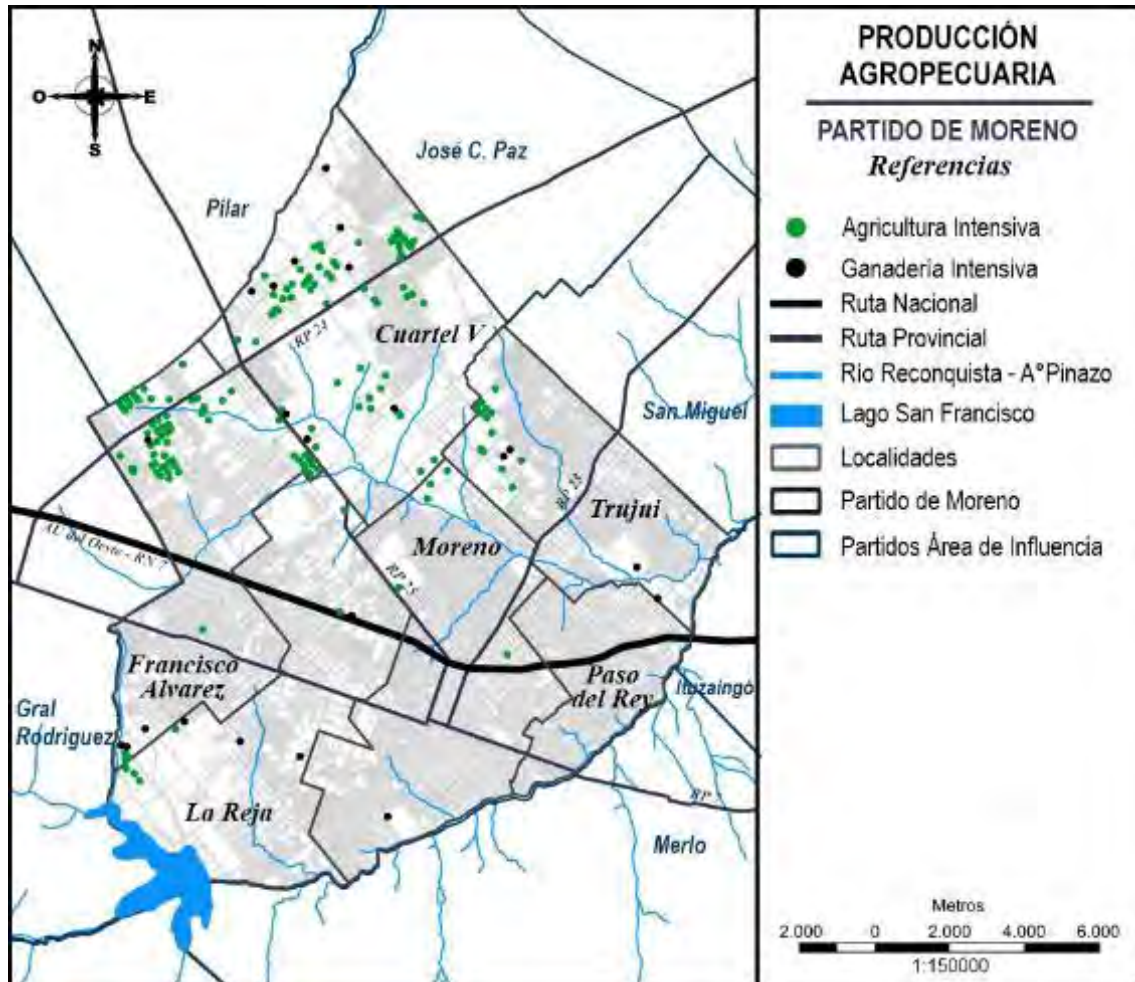 N
O E
S
José C. Paz
Pilar
RP 24
Cuartel V
San Miguel
RP 23
Trujui
Moreno
AU del Oeste - RN 7
RP 25
Francisco
Alvarez
Paso
del Rey
Ituzaingó
Gral
Rodriguez
La Reja
RP
Merlo
PRODUCCIÓN
AGROPECUARIA
PARTIDO DE MORENO
Referencias
Agricultura Intensiva
Ganadería Intensiva
Ruta Nacional
Ruta Provincial
Rio Reconquista - A°Pinazo
Lago San Francisco
Localidades
Partido de Moreno
Partidos Área de Influencia
Metros
2.000 0 2.000 4.000 6.000
1:150000